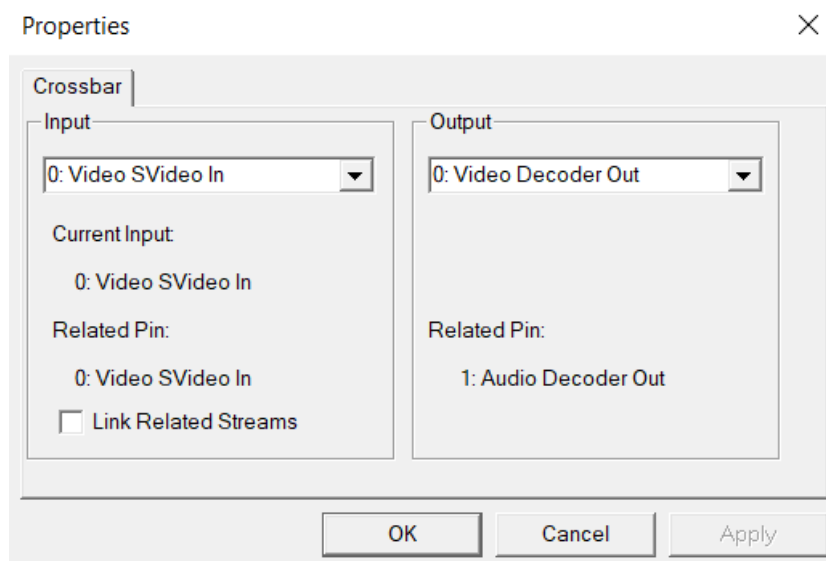 Properties
Crossbar
Input
0: Video SVideo In
Current Input:
0: Video SVideo In
Related Pin:
0: Video SVideo In
Link Related Streams
Output
0: Video Decoder Out
Related Pin:
1: Audio Decoder Out
OK
Cancel
Apply